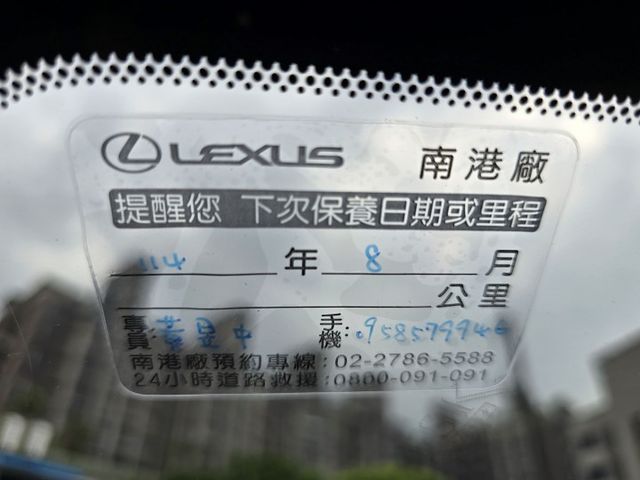 LEXUS 南港廠
提醒您 下次保養日期或里程
114 年 8 月
公里
專員: 手機:
南港廠預約專線:02-2786-5588
24小時道路救援:0800-091-091